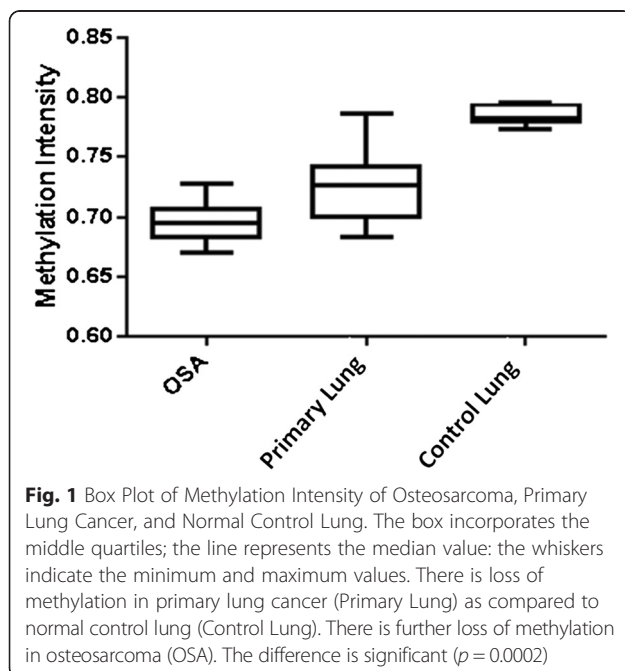 0.85
0.80
0.75
0.70
0.65
0.60
Methylation Intensity
OSA
Primary Lung
Control Lung
Fig. 1 Box Plot of Methylation Intensity of Osteosarcoma, Primary
Lung Cancer, and Normal Control Lung. The box incorporates the
middle quartiles; the line represents the median value: the whiskers
indicate the minimum and maximum values. There is loss of
methylation in primary lung cancer (Primary Lung) as compared to
normal control lung (Control Lung). There is further loss of methylation
in osteosarcoma (OSA). The difference is significant (p = 0.0002)